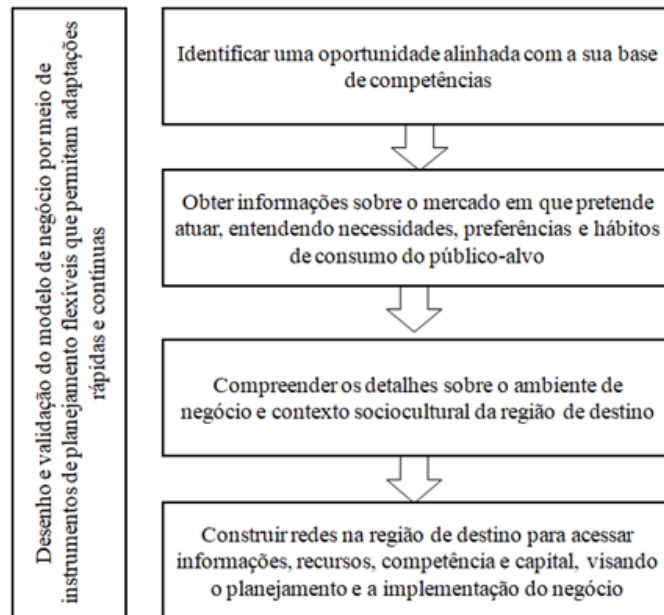 Desenho e validação do modelo de negócio por meio de
instrumentos de planejamento flexíveis que permitam adaptações
rápidas e contínuas
Identificar uma oportunidade alinhada com a sua base
de competências
Obter informações sobre o mercado em que pretende
atuar, entendendo necessidades, preferências e hábitos
de consumo do público-alvo
Compreender os detalhes sobre o ambiente de
negócio e contexto sociocultural da região de destino
Construir redes na região de destino para acessar
informações, recursos, competência e capital, visando
o planejamento e a implementação do negócio